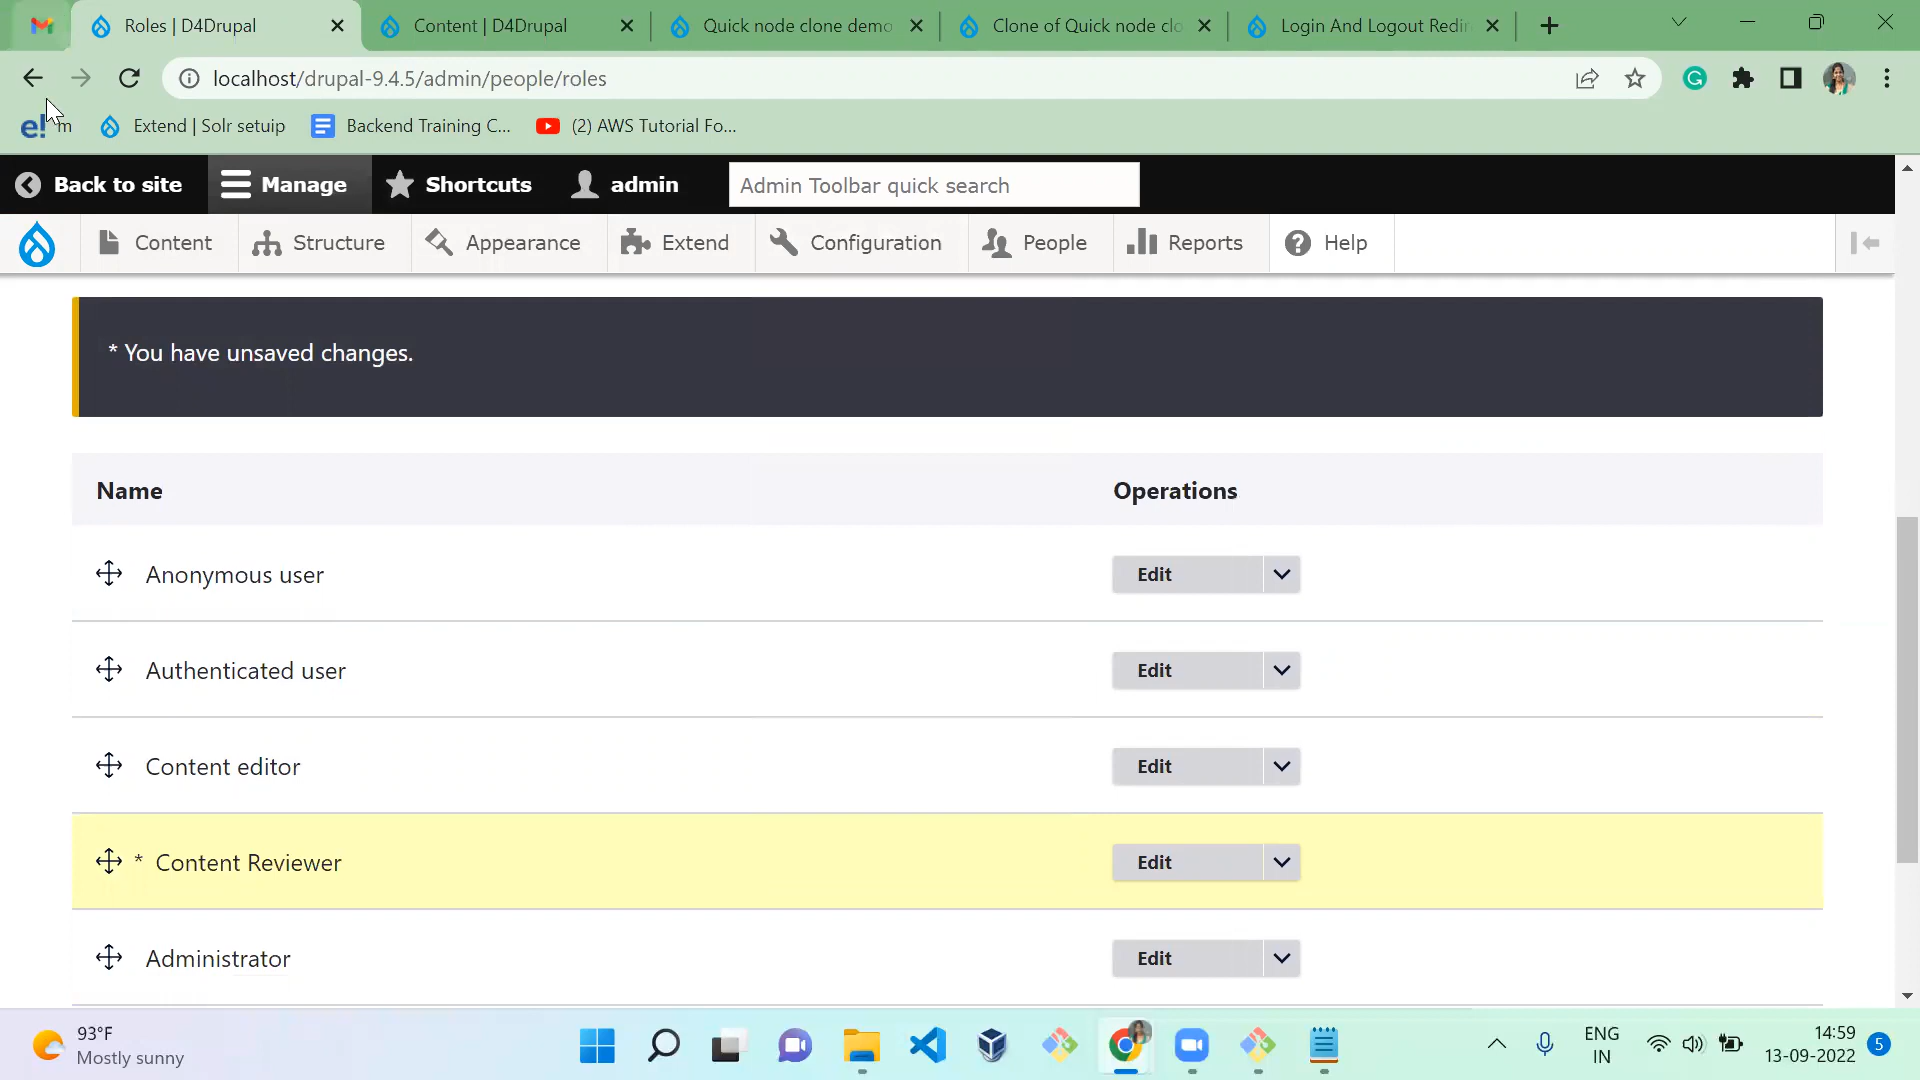 Roles | D4Drupal
Content | D4Drupal
Quick node clone demo
Clone of Quick node clo
Login And Logout Redir
localhost/drupal-9.4.5/admin/people/roles
e! m
Extend | Solr setuip
Backend Training C...
(2) AWS Tutorial Fo...
Back to site
Manage
Shortcuts
admin
Admin Toolbar quick search
Content
Structure
Appearance
Extend
Configuration
People
Reports
Help
* You have unsaved changes.
Name Operations
Anonymous user Edit
Authenticated user Edit
Content editor Edit
* Content Reviewer Edit
Administrator Edit
93°F
Mostly sunny
ENG
IN
14:59
13-09-2022
5